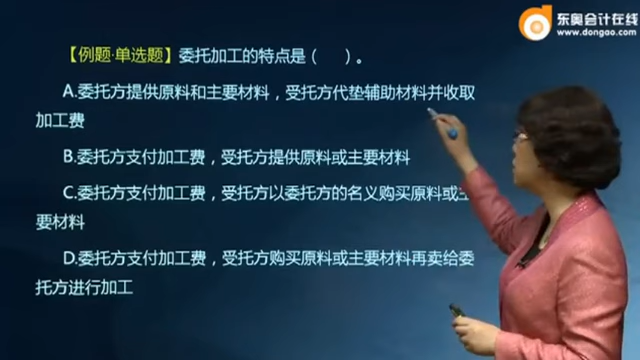 东奥会计在线
www.dongao.com
【例题·单选题】委托加工的特点是（　）。
A.委托方提供原料和主要材料，受托方代垫辅助材料并收取
加工费
B.委托方支付加工费，受托方提供原料或主要材料
C.委托方支付加工费，受托方以委托方的名义购买原料或主
要材料
D.委托方支付加工费，受托方购买原料或主要材料再卖给委
托方进行加工